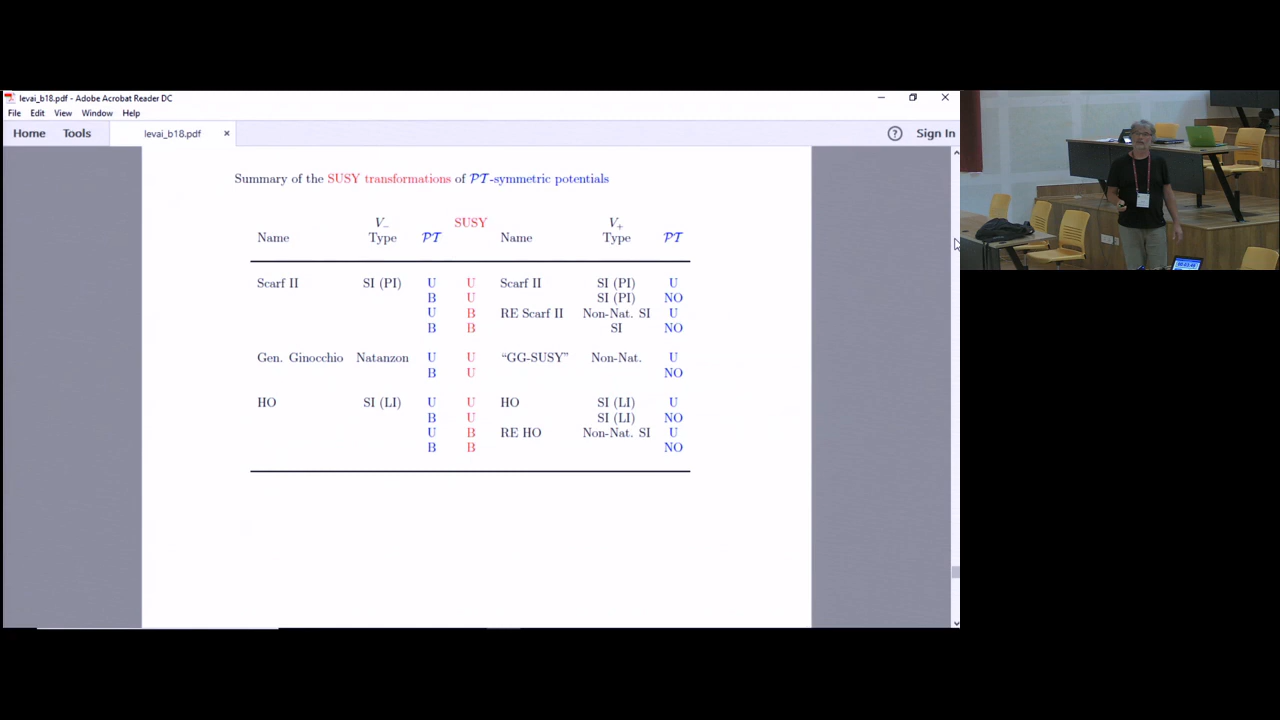 levai_b18.pdf - Adobe Acrobat Reader DC
File Edit View Window Help
Home Tools levai_b18.pdf × ? Sign In
Summary of the SUSY transformations of PT-symmetric potentials
V− SUSY V+
Name Type PT Name Type PT
Scarf II SI (PI) U U Scarf II SI (PI) U
B U SI (PI) NO
U B RE Scarf II Non-Nat. SI U
B B SI NO
Gen. Ginocchio Natanzon U U “GG-SUSY” Non-Nat. U
B U NO
HO SI (LI) U U HO SI (LI) U
B U SI (LI) NO
U B RE HO Non-Nat. SI U
B B NO